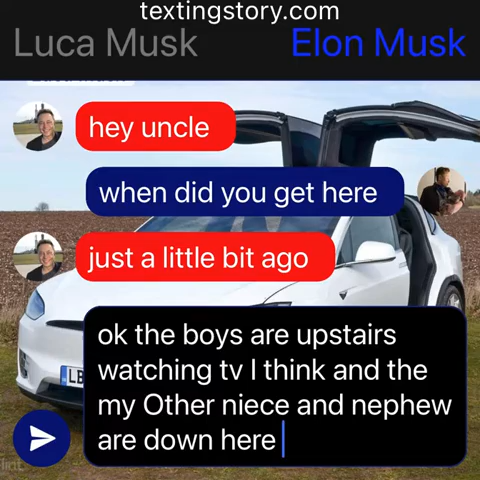 textingstory.com
Luca Musk Elon Musk
hey uncle
when did you get here
just a little bit ago
ok the boys are upstairs
watching tv I think and the
my Other niece and nephew
are down here
LB